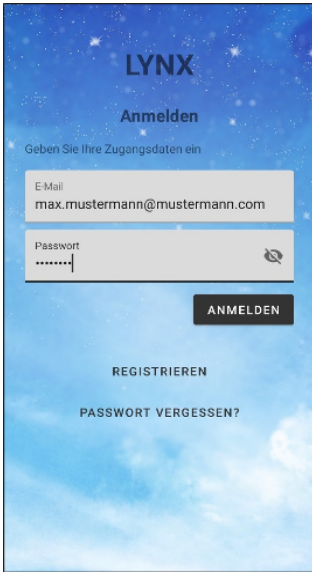 LYNX
Anmelden
Geben Sie Ihre Zugangsdaten ein
E-Mail
max.mustermann@mustermann.com
Passwort
••••••••
ANMELDEN
REGISTRIEREN
PASSWORT VERGESSEN?